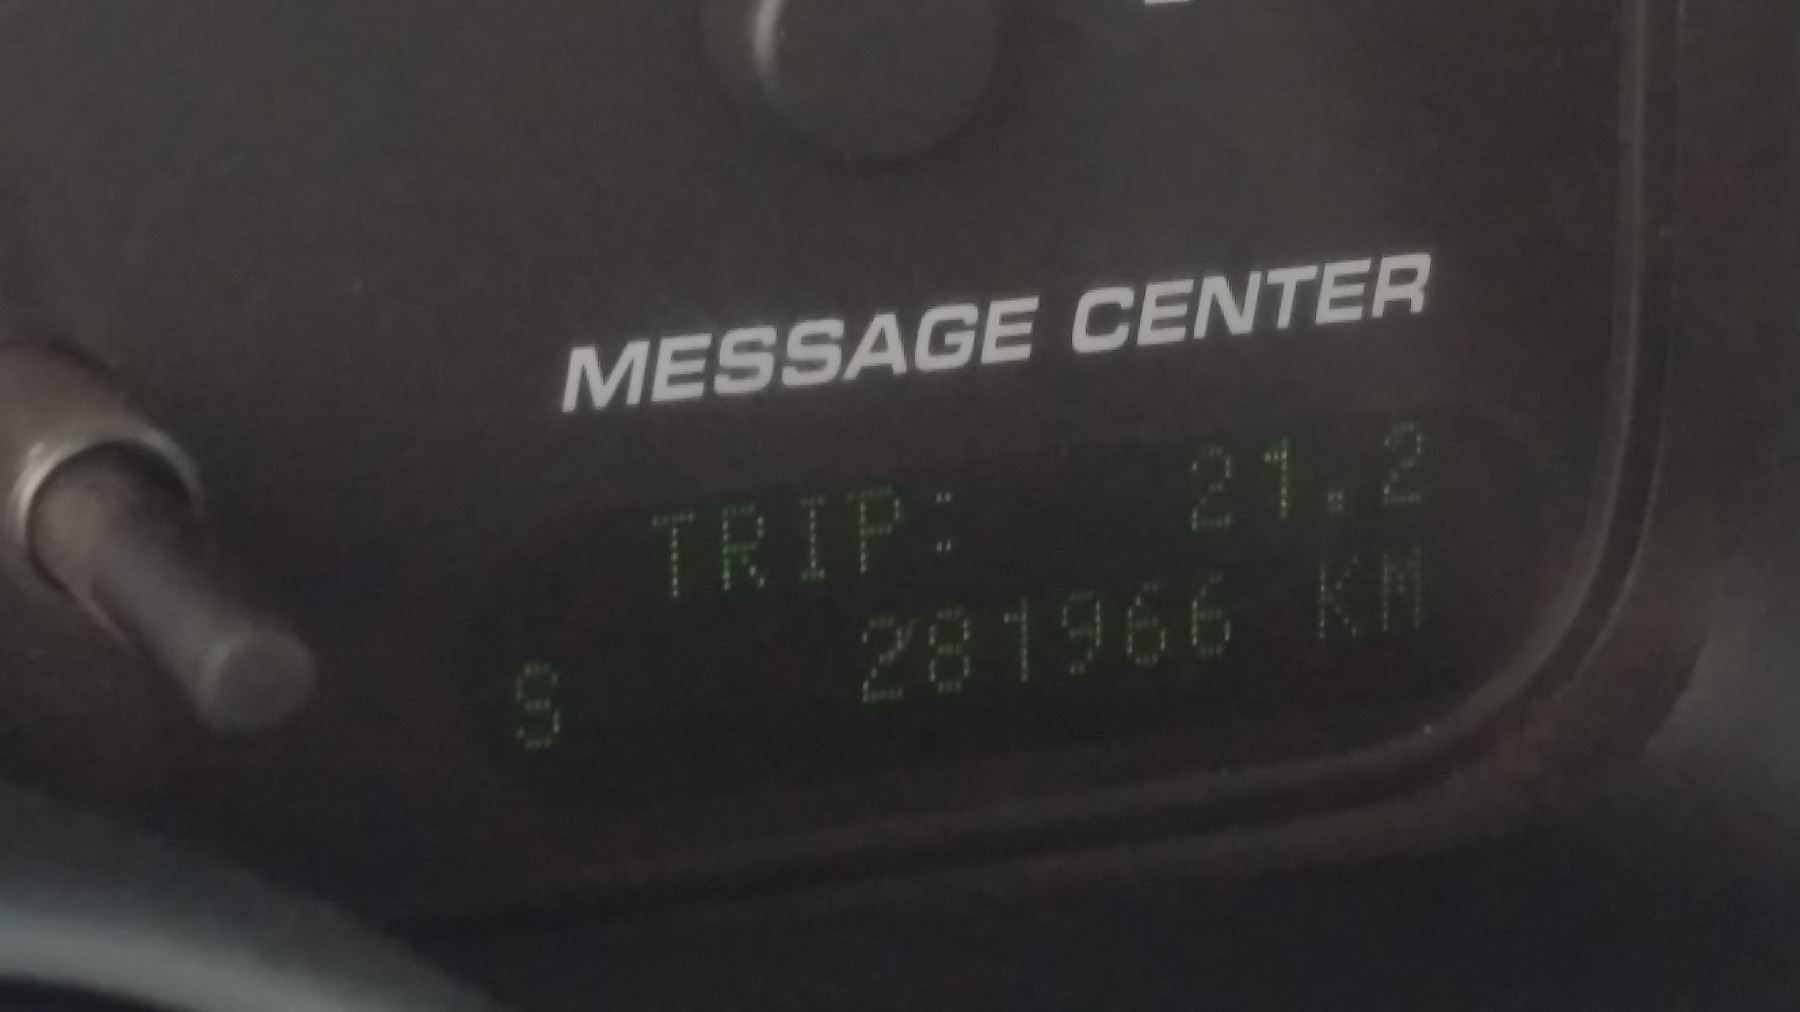 MESSAGE CENTER
TRIP: 21.2
S 281966 KM